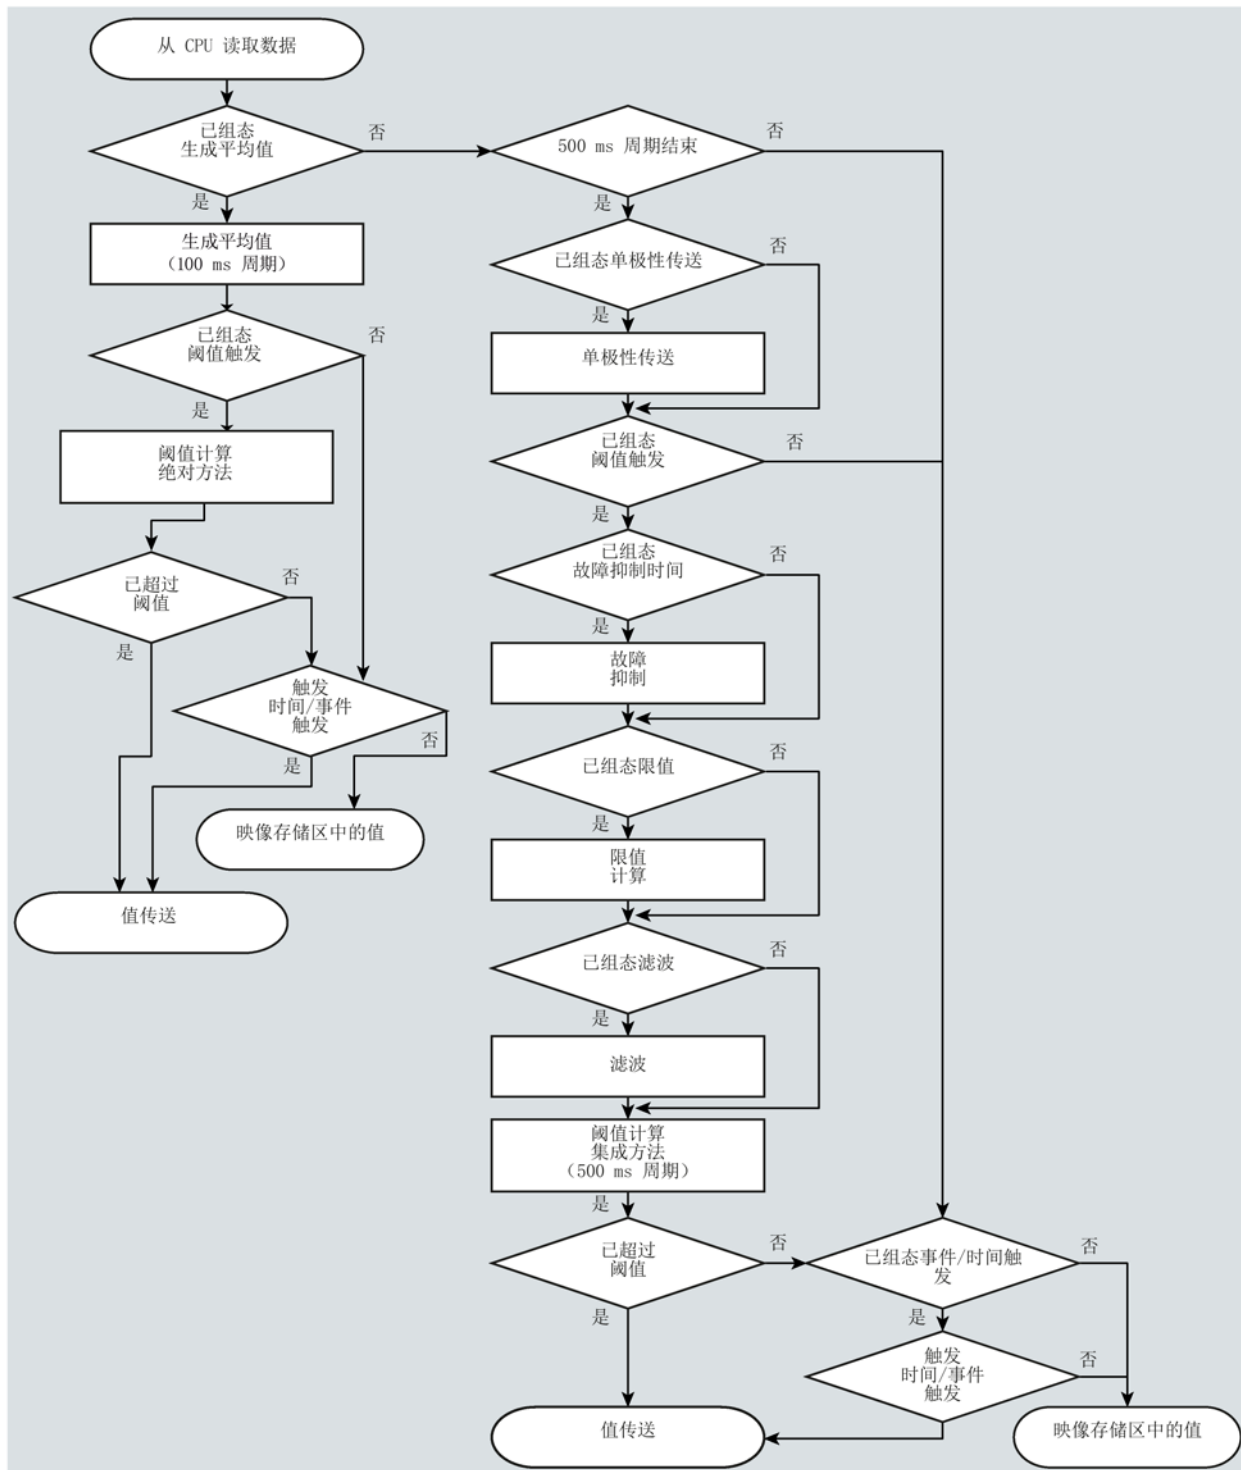 从 CPU 读取数据
已组态
生成平均值
否
是
生成平均值
（100 ms 周期）
已组态
阈值触发
否
是
阈值计算
绝对方法
已超过
阈值
否
是
触发
时间/事件
触发
否
是
映像存储区中的值
值传送
500 ms 周期结束
否
是
已组态单极性传送
否
是
单极性传送
已组态
阈值触发
否
是
已组态
故障抑制时间
否
是
故障
抑制
已组态限值
否
是
限值
计算
已组态滤波
否
是
滤波
阈值计算
集成方法
（500 ms 周期）
是
已超过
阈值
否
是
已组态事件/时间触
发
否
是
触发
时间/事件
触发
否
值传送
映像存储区中的值